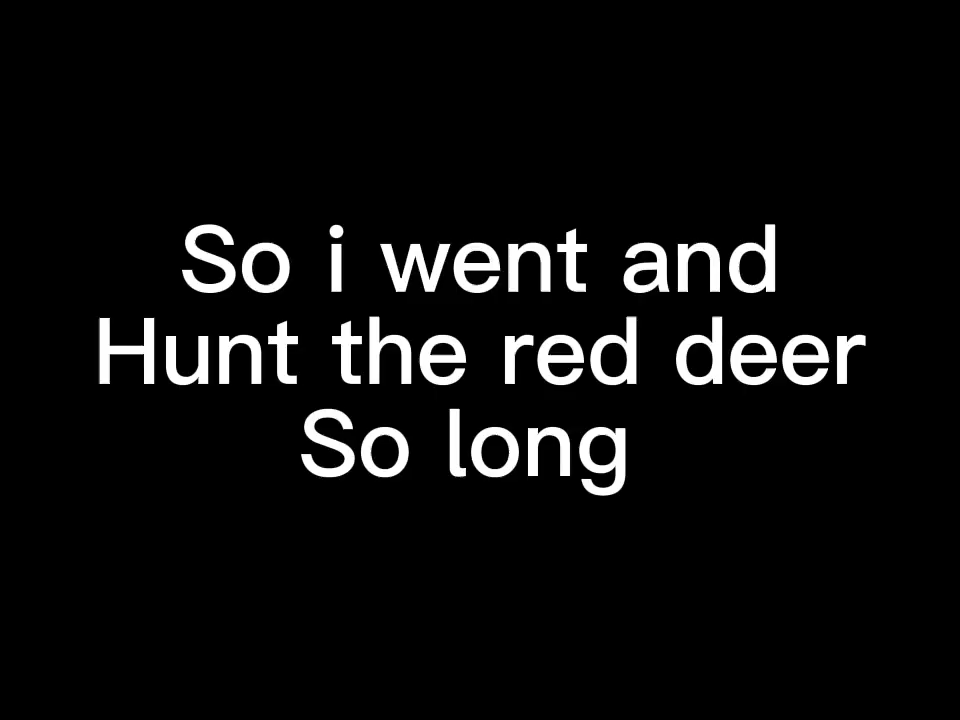 So i went and
Hunt the red deer
So long